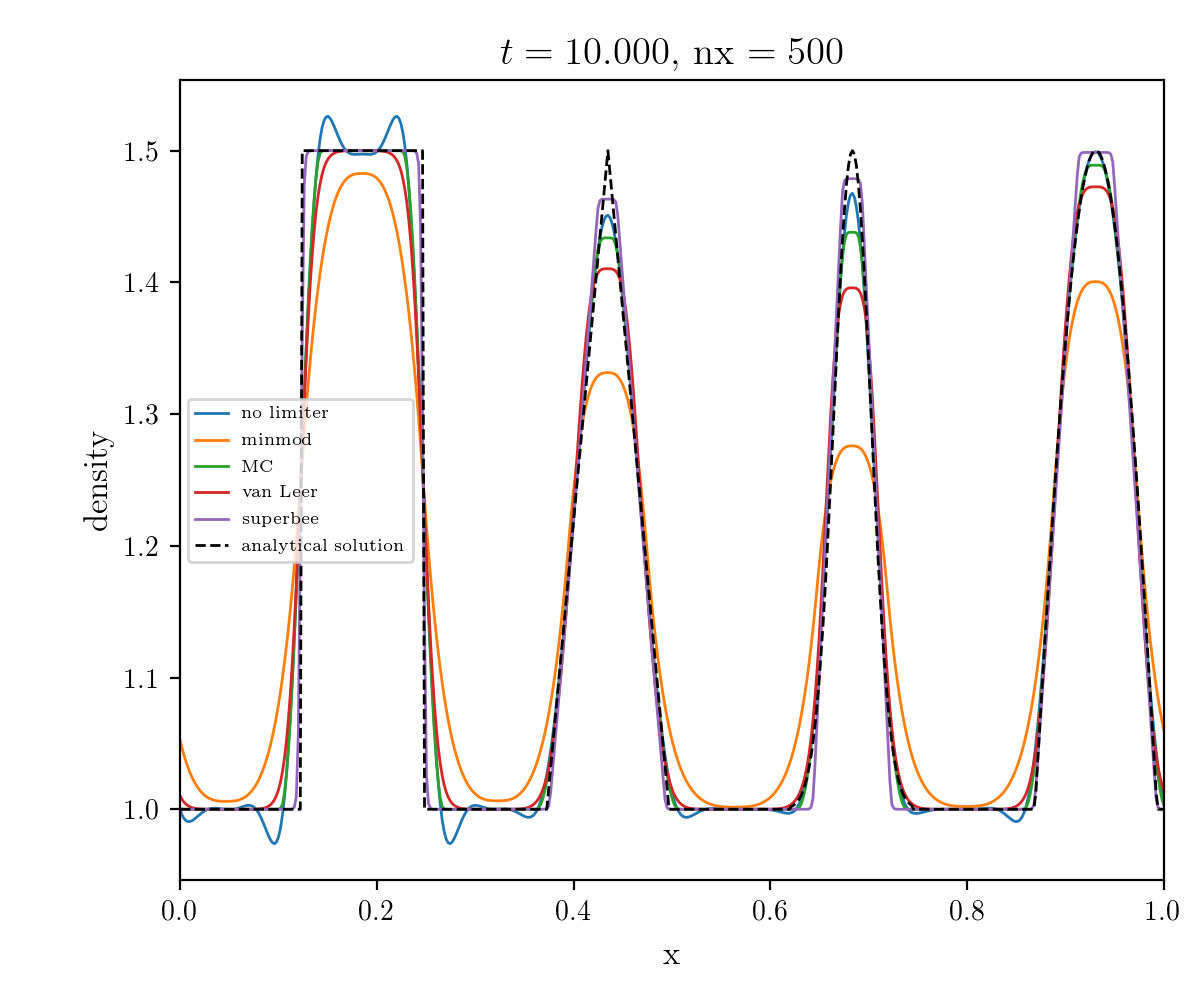 t = 10.000, nx = 500
1.5
1.4
1.3
1.2
1.1
1.0
density
no limiter
minmod
MC
van Leer
superbee
analytical solution
0.0 0.2 0.4 0.6 0.8 1.0
x